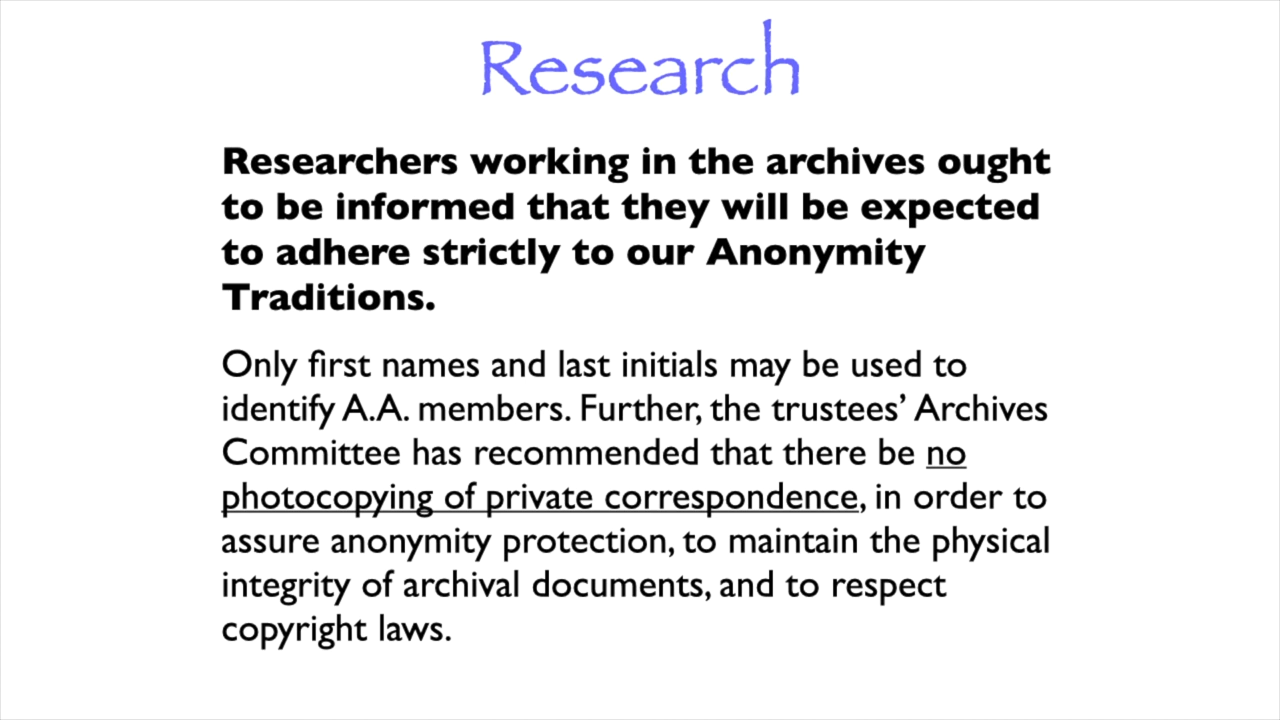 Research
Researchers working in the archives ought
to be informed that they will be expected
to adhere strictly to our Anonymity
Traditions.
Only first names and last initials may be used to
identify A.A. members. Further, the trustees’ Archives
Committee has recommended that there be no
photocopying of private correspondence, in order to
assure anonymity protection, to maintain the physical
integrity of archival documents, and to respect
copyright laws.